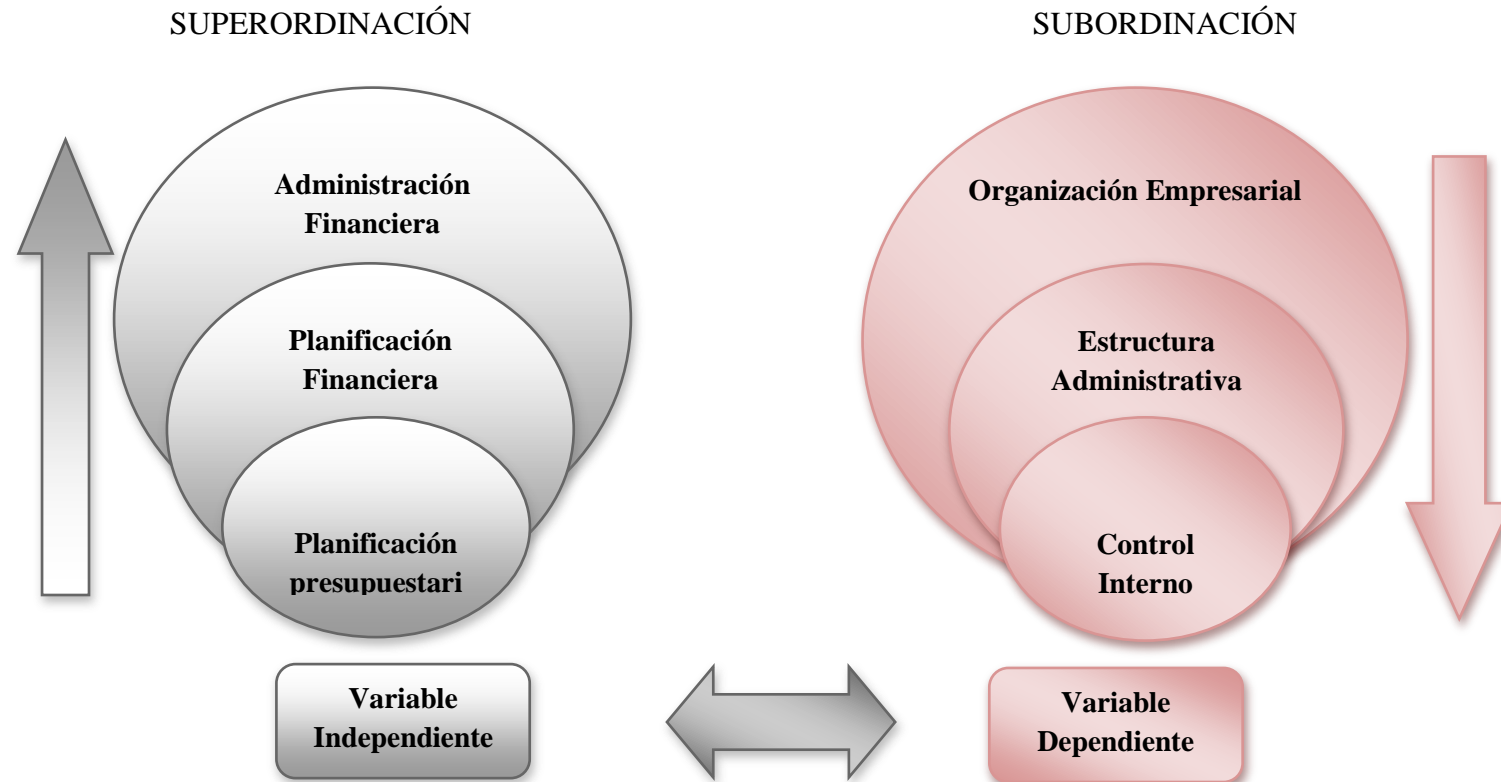 SUPERORDINACIÓN
SUBORDINACIÓN
Administración
Financiera
Organización Empresarial
Planificación
Financiera
Estructura
Administrativa
Planificación
presupuestari
Control
Interno
Variable
Independiente
Variable
Dependiente